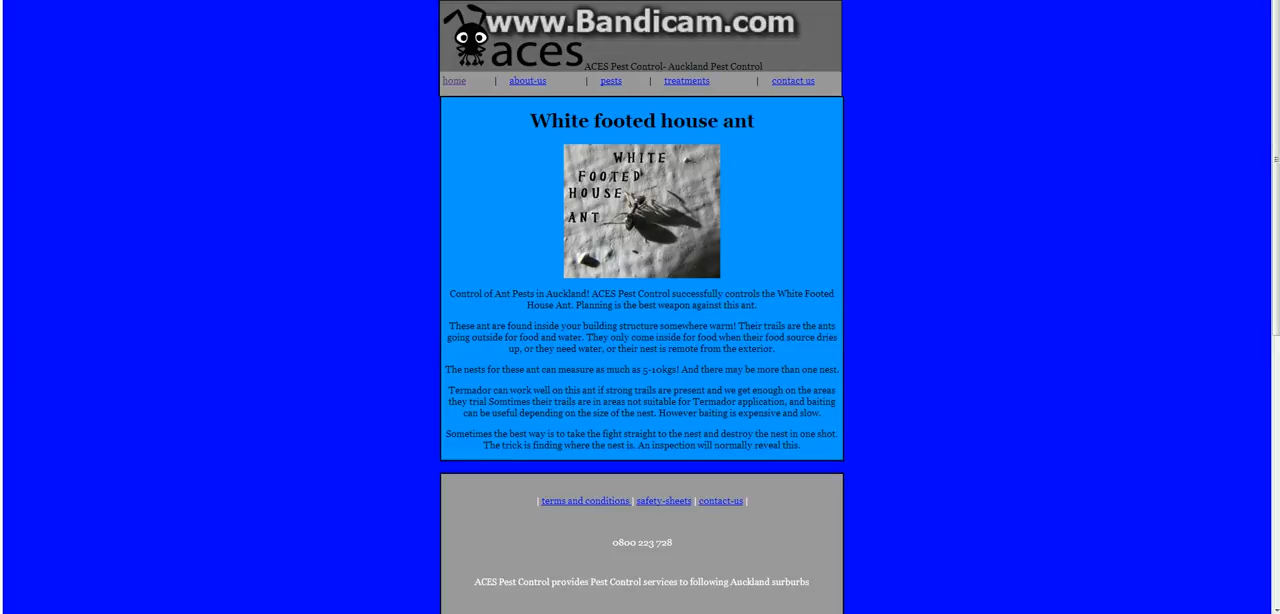 www.Bandicam.com
aces
ACES Pest Control- Auckland Pest Control
home | about-us | pests | treatments | contact us
White footed house ant
WHITE
FOOTED
HOUSE
ANT
Control of Ant Pests in Auckland! ACES Pest Control successfully controls the White Footed
House Ant. Planning is the best weapon against this ant.
These ant are found inside your building structure somewhere warm! Their trails are the ants
going outside for food and water. They only come inside for food when their food source dries
up, or they need water, or their nest is remote from the exterior.
The nests for these ant can measure as much as 5-10kgs! And there may be more than one nest.
Termador can work well on this ant if strong trails are present and we get enough on the areas
they trial Somtimes their trails are in areas not suitable for Termador application, and baiting
can be useful depending on the size of the nest. However baiting is expensive and slow.
Sometimes the best way is to take the fight straight to the nest and destroy the nest in one shot.
The trick is finding where the nest is. An inspection will normally reveal this.
| terms and conditions | safety-sheets | contact-us |
0800 223 728
ACES Pest Control provides Pest Control services to following Auckland surburbs